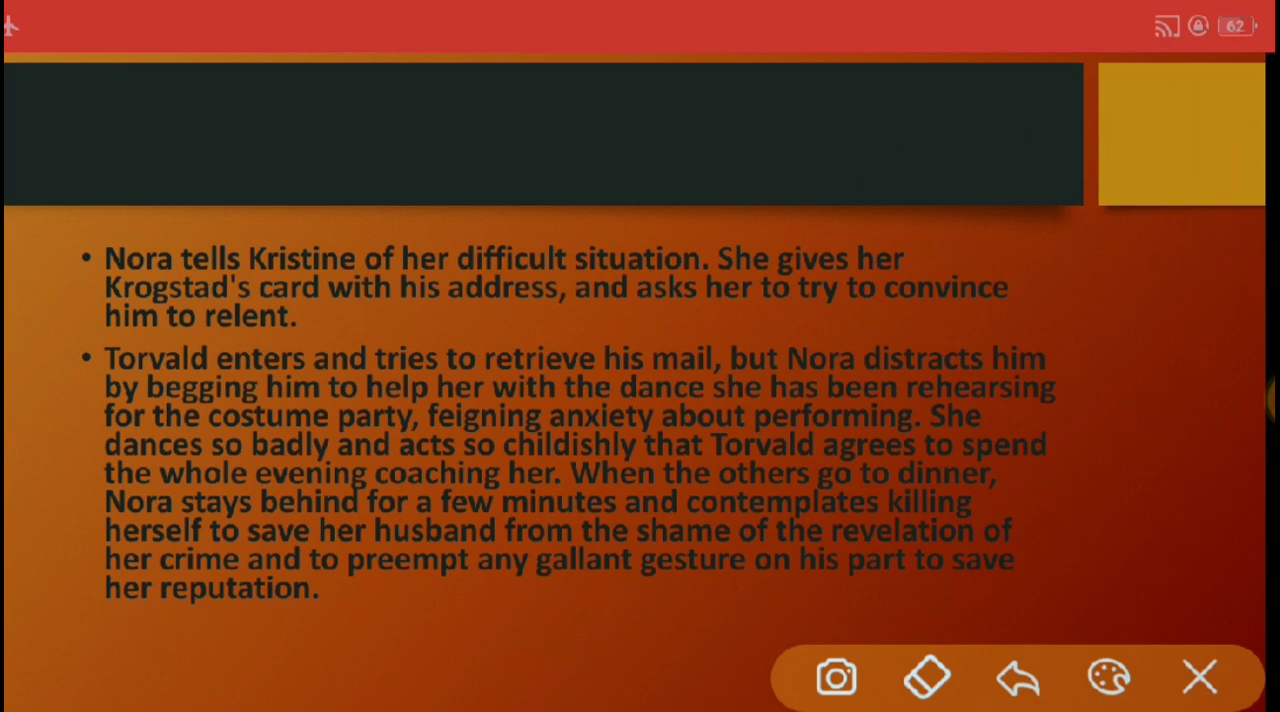 62
• Nora tells Kristine of her difficult situation. She gives her
Krogstad's card with his address, and asks her to try to convince
him to relent.
• Torvald enters and tries to retrieve his mail, but Nora distracts him
by begging him to help her with the dance she has been rehearsing
for the costume party, feigning anxiety about performing. She
dances so badly and acts so childishly that Torvald agrees to spend
the whole evening coaching her. When the others go to dinner,
Nora stays behind for a few minutes and contemplates killing
herself to save her husband from the shame of the revelation of
her crime and to preempt any gallant gesture on his part to save
her reputation.